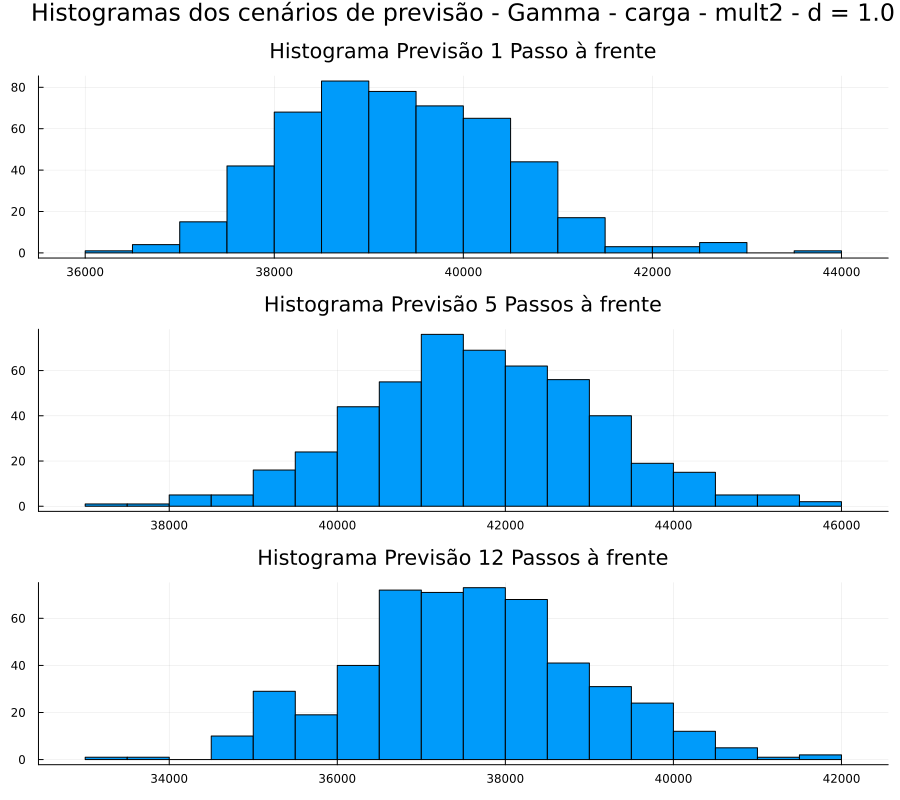 Histogramas dos cenários de previsão - Gamma - carga - mult2 - d = 1.0
Histograma Previsão 1 Passo à frente
80
60
40
20
0
36000 38000 40000 42000 44000
Histograma Previsão 5 Passos à frente
60
40
20
0
38000 40000 42000 44000 46000
Histograma Previsão 12 Passos à frente
60
40
20
0
34000 36000 38000 40000 42000